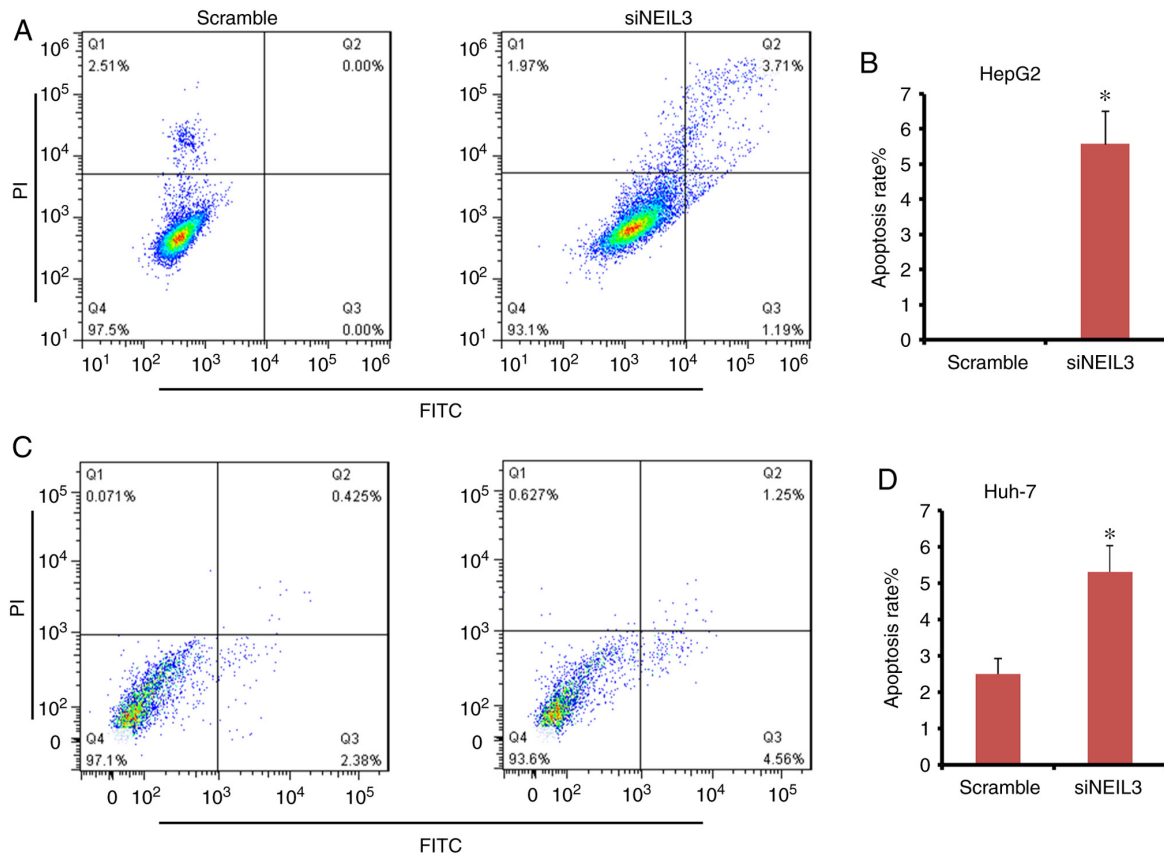 A
Scramble
siNEIL3
Q1
2.51%
Q2
0.00%
Q4
97.5%
Q3
0.00%
10⁶
10⁵
10⁴
10³
10²
10¹
10¹ 10² 10³ 10⁴ 10⁵ 10⁶
PI
Q1
1.97%
Q2
3.71%
Q4
93.1%
Q3
1.19%
10⁶
10⁵
10⁴
10³
10²
10¹
10¹ 10² 10³ 10⁴ 10⁵ 10⁶
FITC
B
HepG2
*
Apoptosis rate%
7
6
5
4
3
2
1
0
Scramble siNEIL3
C
Q1
0.071%
Q2
0.425%
Q4
97.1%
Q3
2.38%
10⁵
10⁴
10³
10²
0
0 10² 10³ 10⁴ 10⁵
PI
Q1
0.627%
Q2
1.25%
Q4
93.6%
Q3
4.56%
10⁵
10⁴
10³
10²
0
0 10² 10³ 10⁴ 10⁵
FITC
D
Huh-7
*
Apoptosis rate%
7
6
5
4
3
2
1
0
Scramble siNEIL3